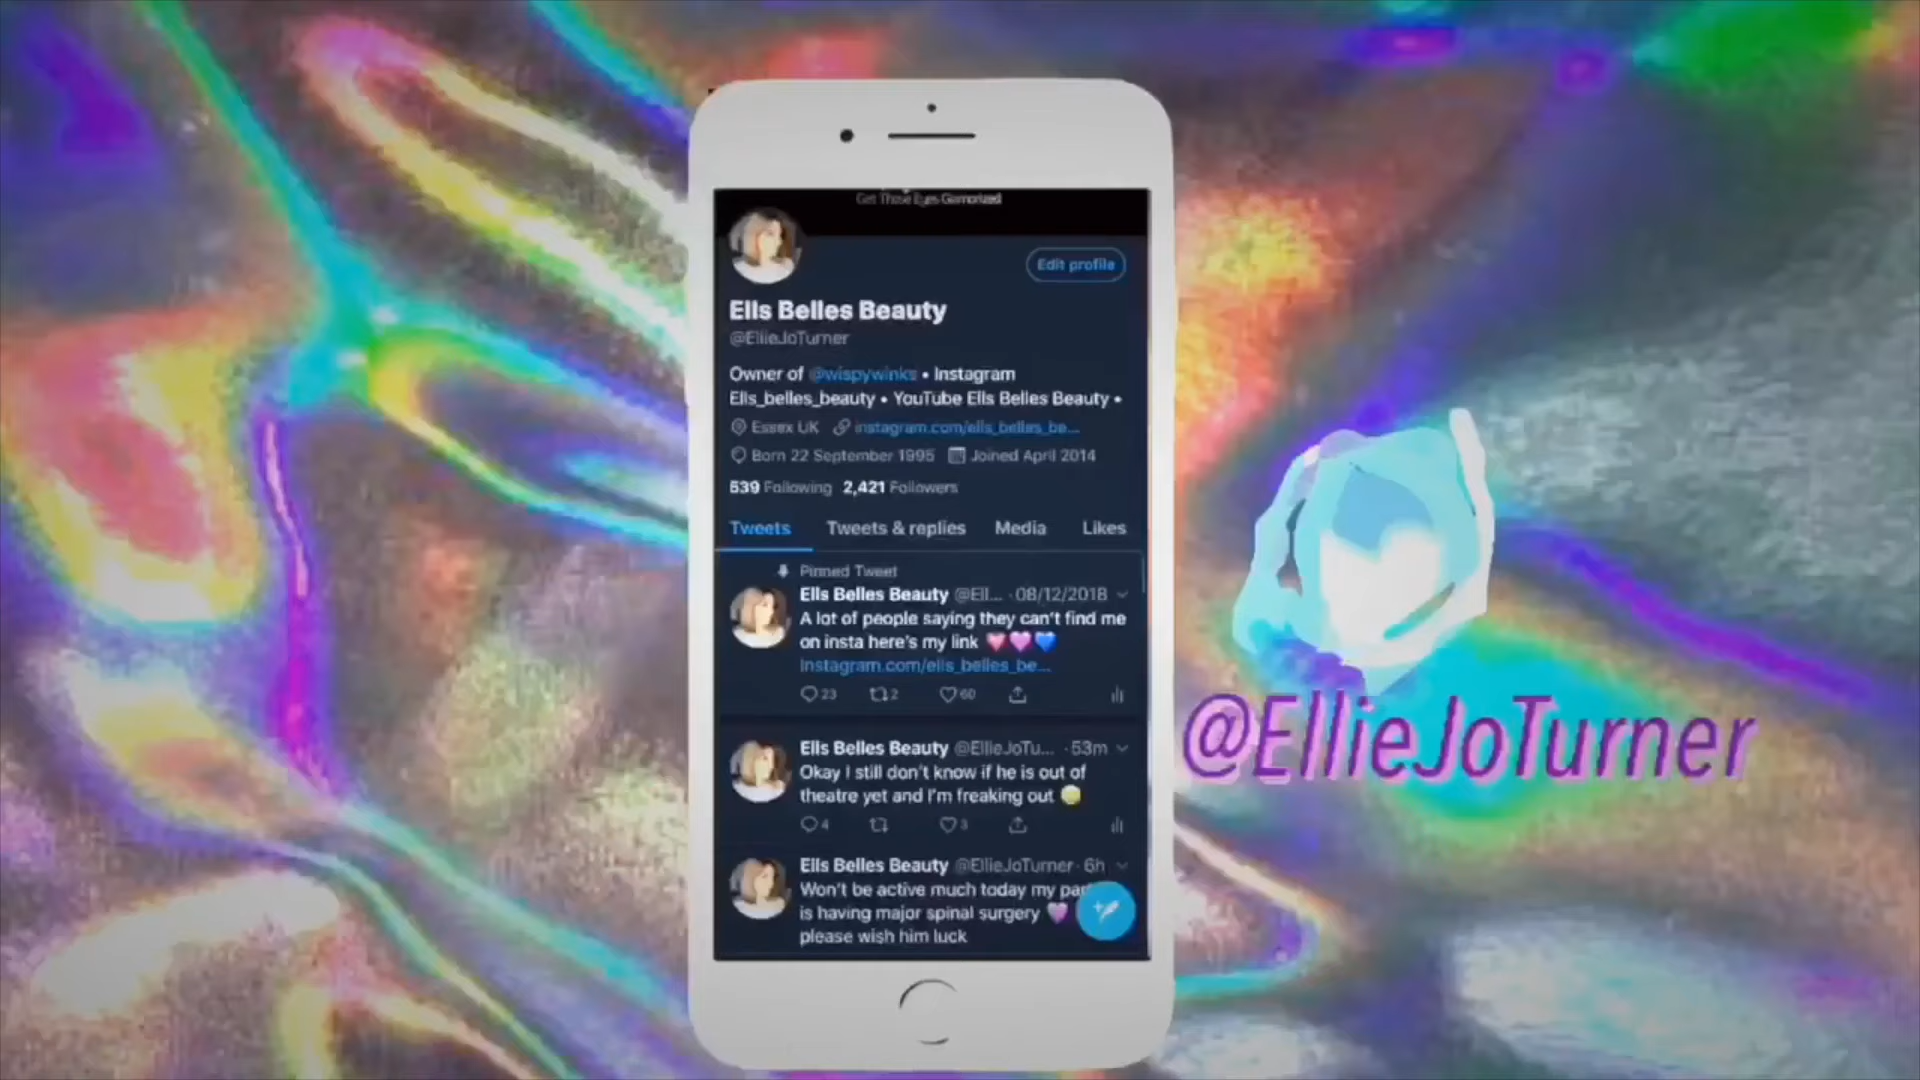 Get Those Eyes Glamorized
Edit profile
Ells Belles Beauty
@EllieJoTurner
Owner of @wispywinks • Instagram
Ells_belles_beauty • YouTube Ells Belles Beauty •
Essex UK instagram.com/ells_belles_be...
Born 22 September 1995 Joined April 2014
539 Following 2,421 Followers
Tweets Tweets & replies Media Likes
Pinned Tweet
Ells Belles Beauty @Ell... · 08/12/2018
A lot of people saying they can't find me
on insta here's my link
instagram.com/ells_belles_be...
23 2 60
Ells Belles Beauty @EllieJoTu... · 53m
Okay I still don't know if he is out of
theatre yet and I'm freaking out
4 3
Ells Belles Beauty @EllieJoTurner · 6h
Won't be active much today my
is having major spinal surgery
please wish him luck
@EllieJoTurner